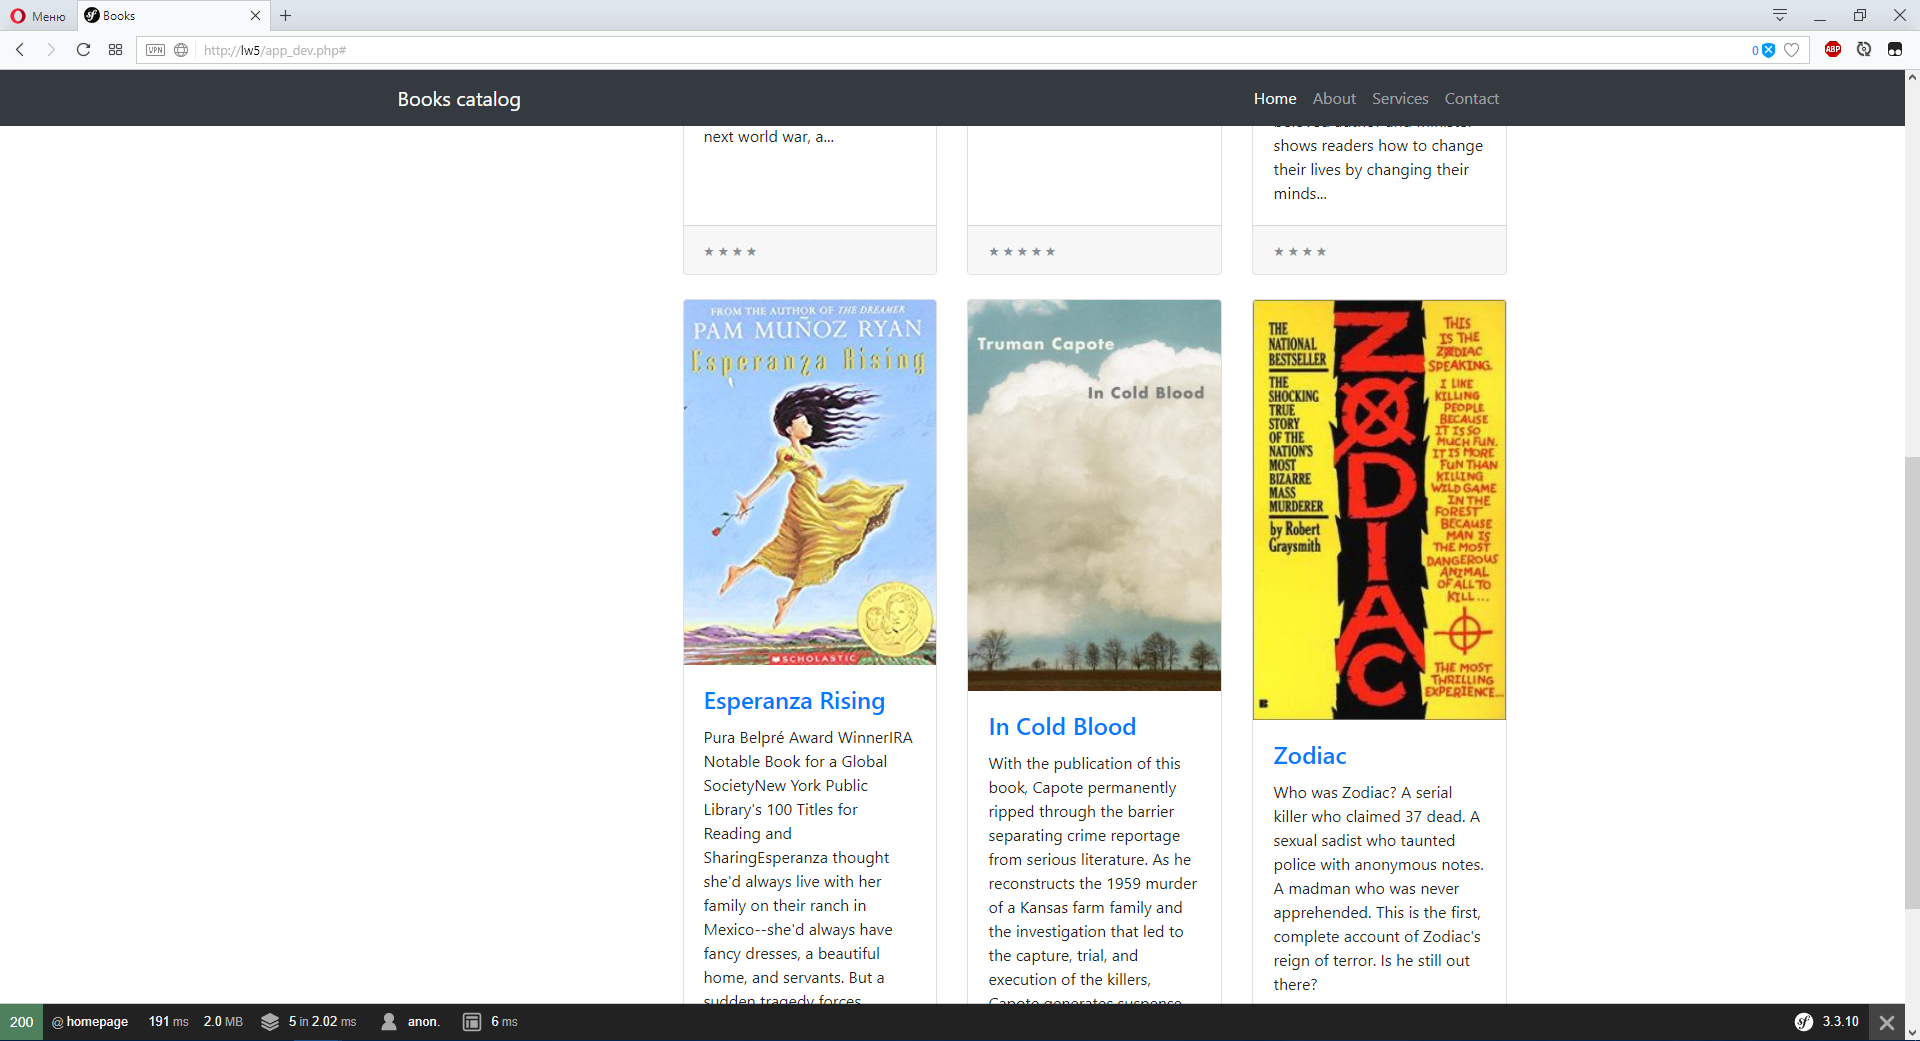 Меню
Books
VPN
http://lw5/app_dev.php#
0
ABP
Books catalog
Home About Services Contact
next world war, a...
shows readers how to change
their lives by changing their
minds...
★ ★ ★ ★
★ ★ ★ ★ ★
★ ★ ★ ★
FROM THE AUTHOR OF THE DREAMER
PAM MUÑOZ RYAN
Esperanza Rising
SCHOLASTIC
Esperanza Rising
Pura Belpré Award WinnerIRA
Notable Book for a Global
SocietyNew York Public
Library's 100 Titles for
Reading and
SharingEsperanza thought
she'd always live with her
family on their ranch in
Mexico--she'd always have
fancy dresses, a beautiful
home, and servants. But a
sudden tragedy forces
Truman Capote
In Cold Blood
In Cold Blood
With the publication of this
book, Capote permanently
ripped through the barrier
separating crime reportage
from serious literature. As he
reconstructs the 1959 murder
of a Kansas farm family and
the investigation that led to
the capture, trial, and
execution of the killers,
Capote generates suspense
THE
NATIONAL
BESTSELLER
THE
SHOCKING
TRUE
STORY
OF THE
NATION'S
MOST
BIZARRE
MASS
MURDERER
by Robert
Graysmith
ZODIAC
THIS
IS THE
ZODIAC
SPEAKING.
I LIKE
KILLING
PEOPLE
BECAUSE
IT IS SO
MUCH FUN.
IT IS MORE
FUN THAN
KILLING
WILD GAME
IN THE
FOREST
BECAUSE
MAN IS
THE MOST
DANGEROUS
ANIMAL
OF ALL TO
KILL...
THE MOST
THRILLING
EXPERIENCE...
Zodiac
Who was Zodiac? A serial
killer who claimed 37 dead. A
sexual sadist who taunted
police with anonymous notes.
A madman who was never
apprehended. This is the first,
complete account of Zodiac's
reign of terror. Is he still out
there?
200 @ homepage 191 ms 2.0 MB 5 in 2.02 ms anon. 6 ms sf 3.3.10